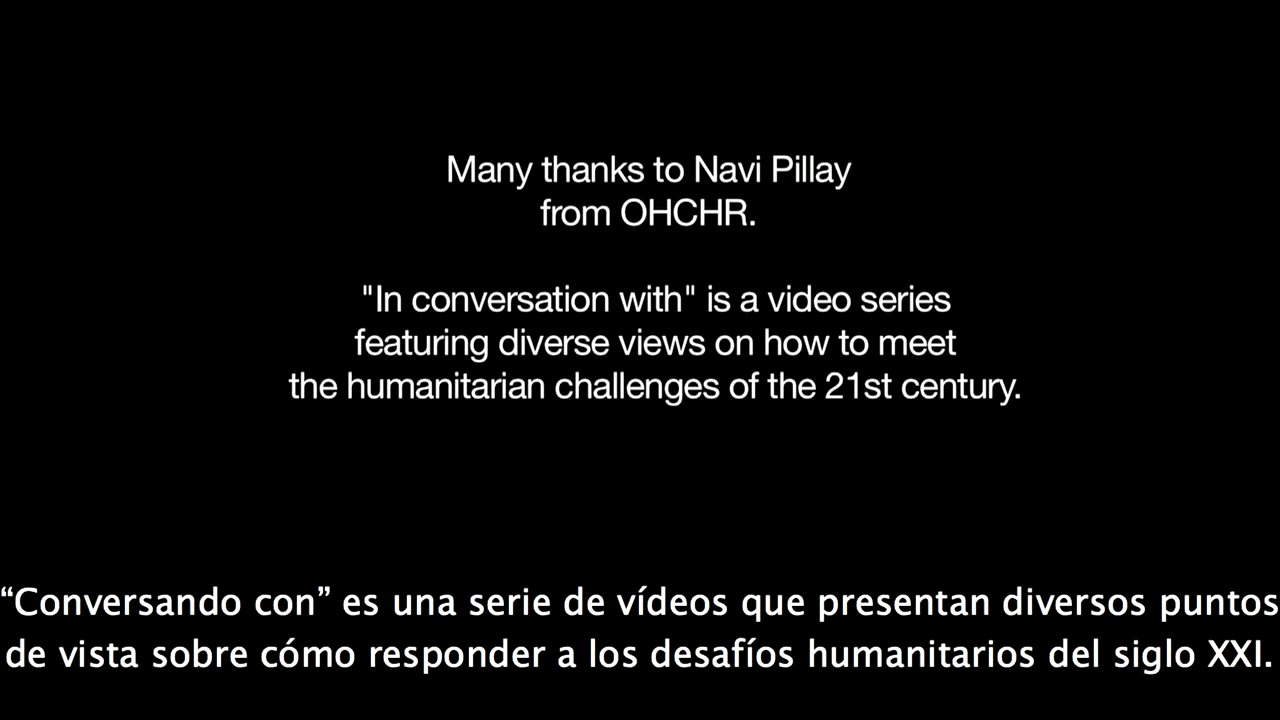 Many thanks to Navi Pillay
from OHCHR.
"In conversation with" is a video series
featuring diverse views on how to meet
the humanitarian challenges of the 21st century.
“Conversando con” es una serie de vídeos que presentan diversos puntos
de vista sobre cómo responder a los desafíos humanitarios del siglo XXI.